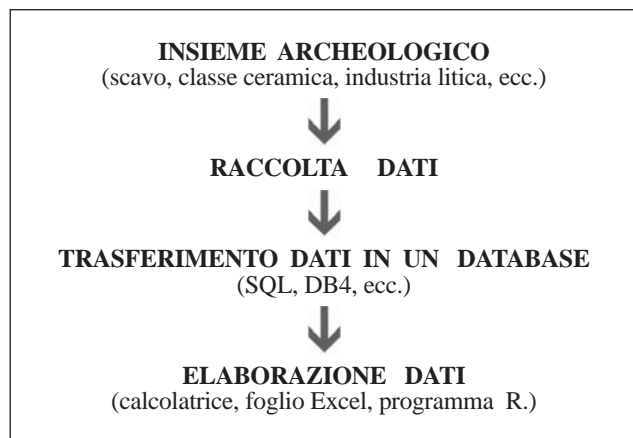 INSIEME ARCHEOLOGICO
(scavo, classe ceramica, industria litica, ecc.)
RACCOLTA DATI
TRASFERIMENTO DATI IN UN DATABASE
(SQL, DB4, ecc.)
ELABORAZIONE DATI
(calcolatrice, foglio Excel, programma R.)